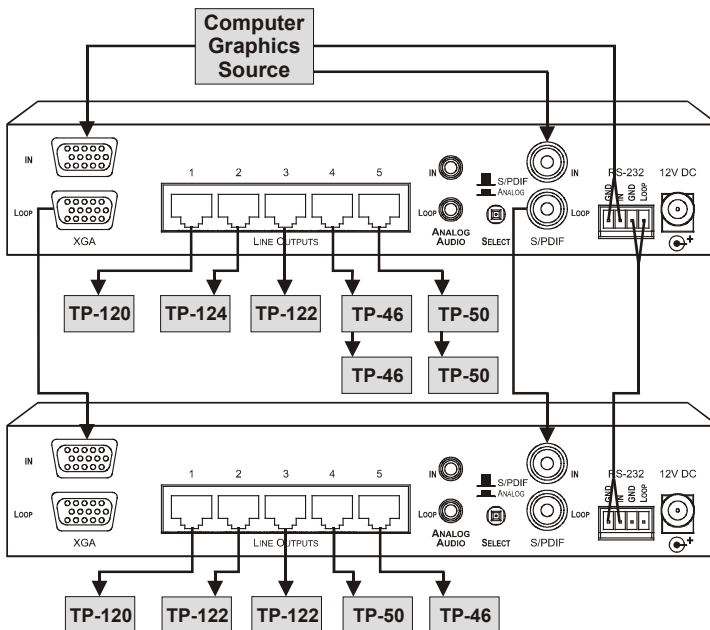 Computer
Graphics
Source
IN
LOOP
XGA
1 2 3 4 5
LINE OUTPUTS
IN
LOOP
ANALOG
AUDIO
S/PDIF
ANALOG
SELECT
IN
LOOP
S/PDIF
RS-232
GND
IN
GND
LOOP
12V DC
+
TP-120 TP-124 TP-122 TP-46 TP-50
TP-46 TP-50
IN
LOOP
XGA
1 2 3 4 5
LINE OUTPUTS
IN
LOOP
ANALOG
AUDIO
S/PDIF
ANALOG
SELECT
IN
LOOP
S/PDIF
RS-232
GND
IN
GND
LOOP
12V DC
+
TP-120 TP-122 TP-122 TP-50 TP-46